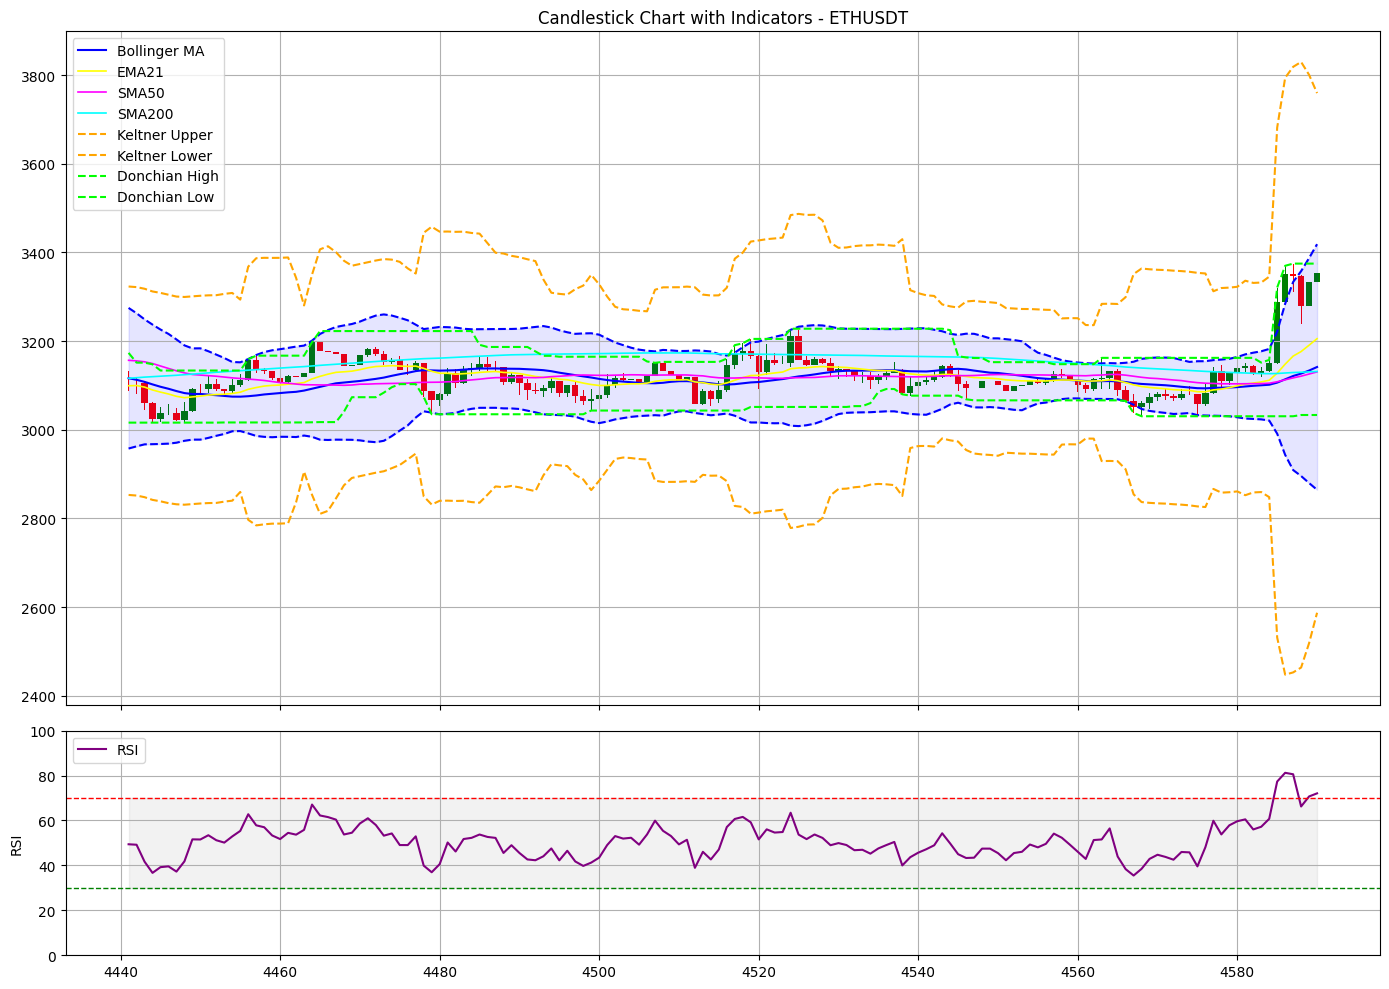 Candlestick Chart with Indicators - ETHUSDT
Bollinger MA
EMA21
SMA50
SMA200
Keltner Upper
Keltner Lower
Donchian High
Donchian Low
3800
3600
3400
3200
3000
2800
2600
2400
RSI
100
80
60
40
20
0
RSI
4440 4460 4480 4500 4520 4540 4560 4580